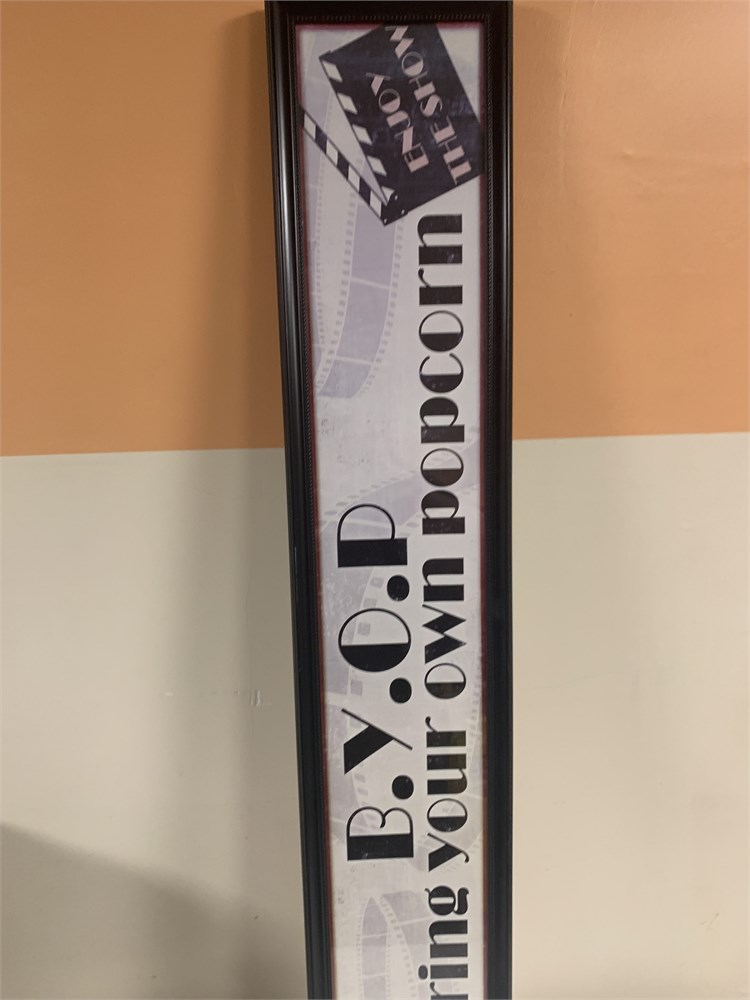 B.Y.O.P
ring your own popcorn
ENJOY
THE SHOW